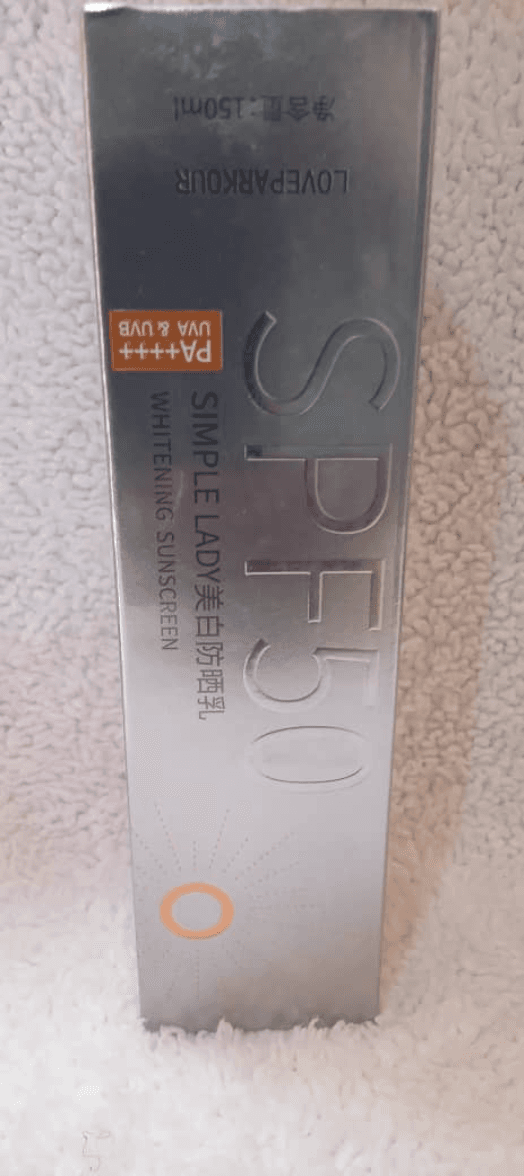 SPF50
SIMPLE LADY美白防晒乳
WHITENING SUNSCREEN
PA++++
UVA & UVB
LOVEPARKOUR
净含量:150ml